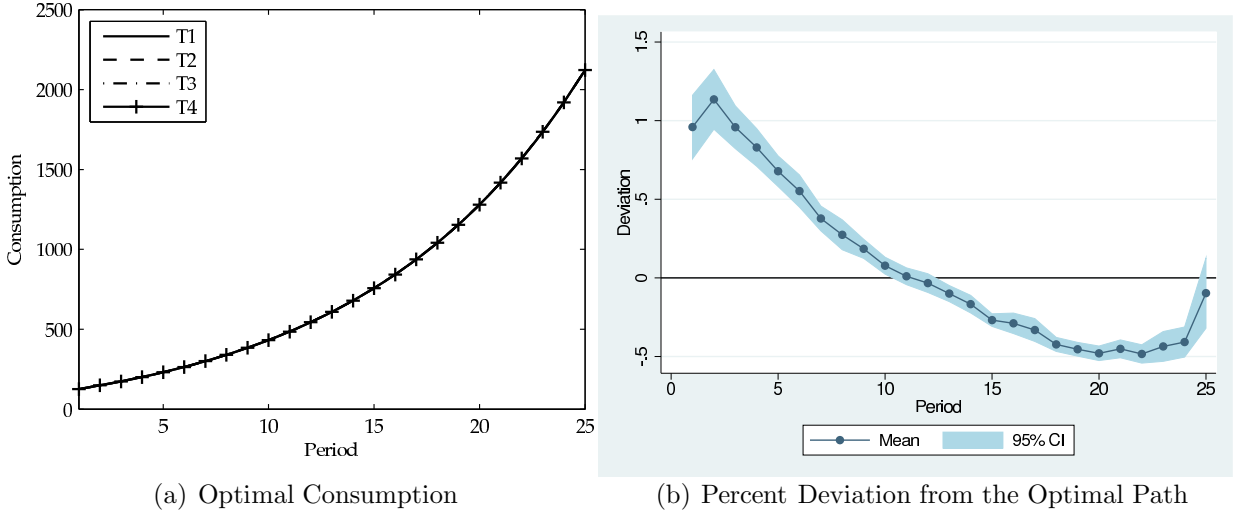 2500
2000
1500
1000
500
0
Consumption
T1
T2
T3
T4
5
10
15
20
25
Period
(a) Optimal Consumption
1.5
1
.5
0
-.5
Deviation
0
5
10
15
20
25
Period
Mean
95% CI
(b) Percent Deviation from the Optimal Path